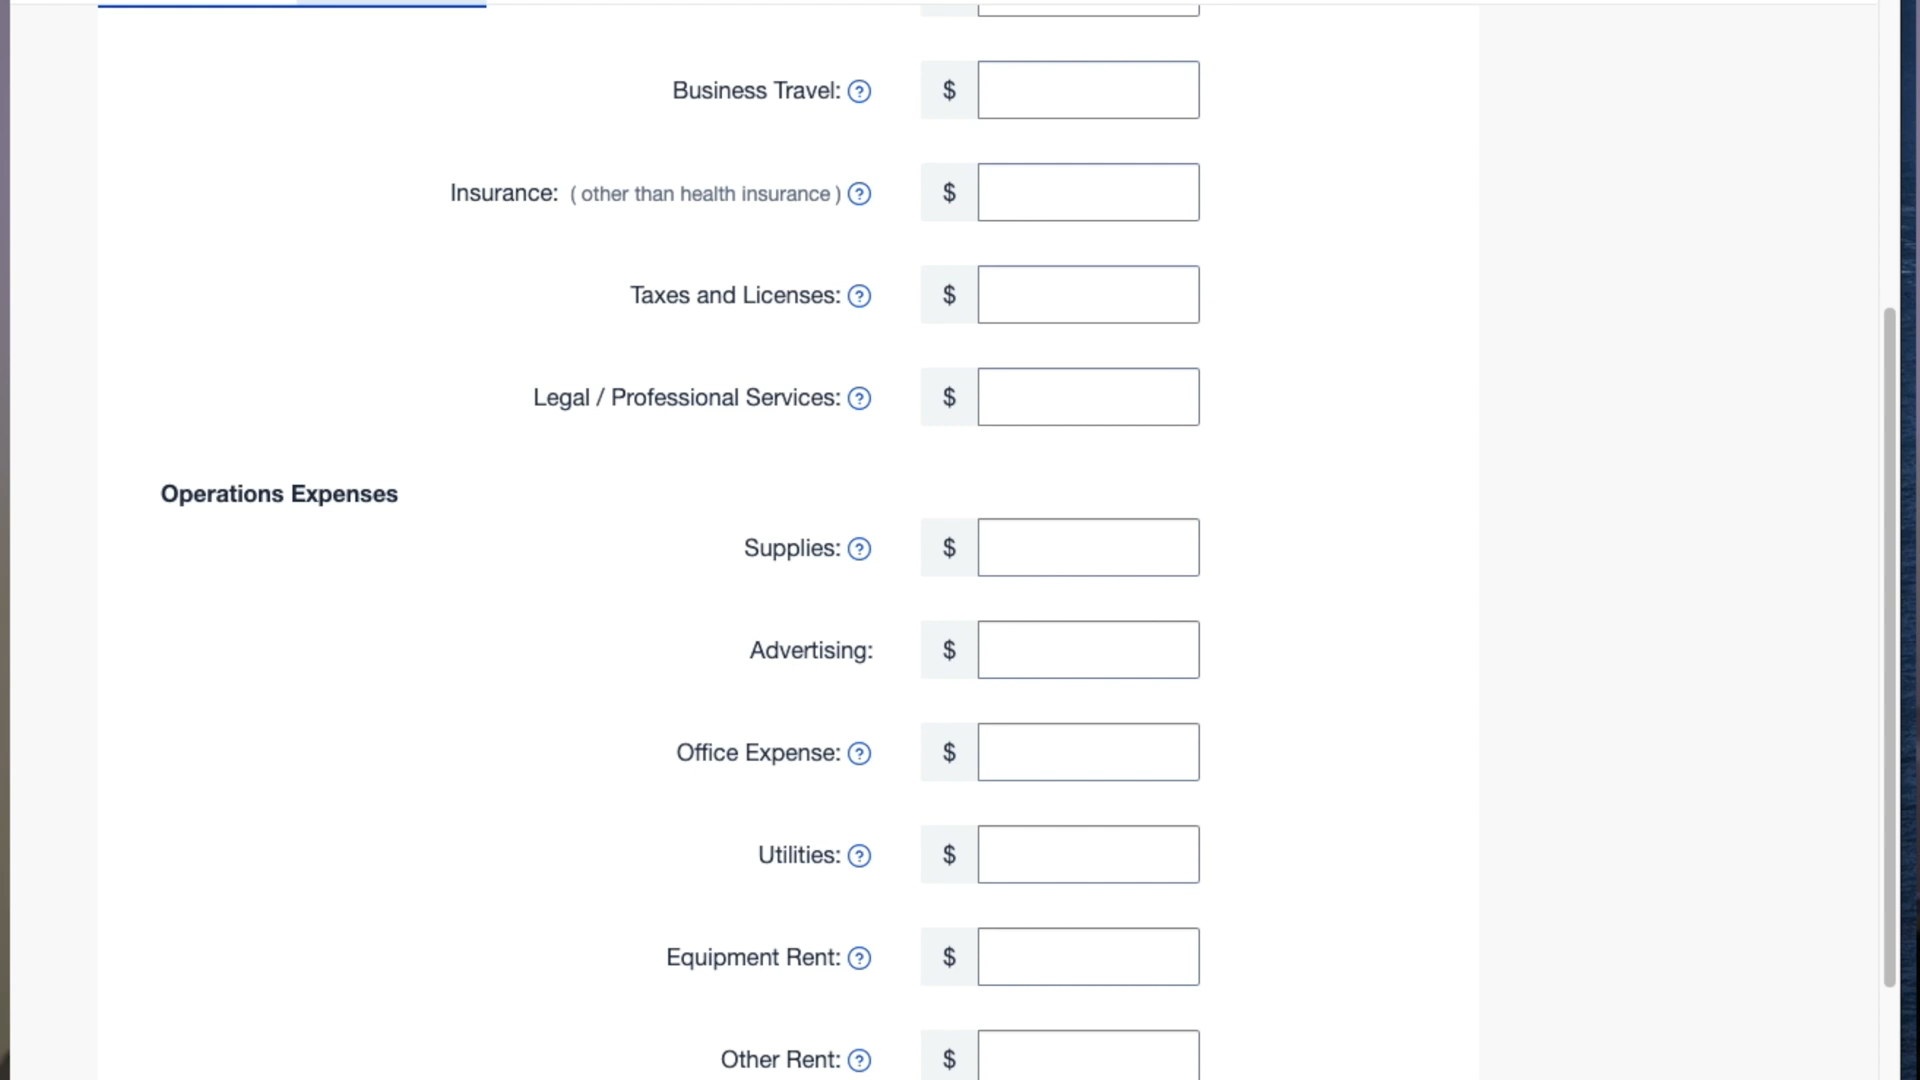 Business Travel: ? $
Insurance: ( other than health insurance ) ? $
Taxes and Licenses: ? $
Legal / Professional Services: ? $
Operations Expenses
Supplies: ? $
Advertising: $
Office Expense: ? $
Utilities: ? $
Equipment Rent: ? $
Other Rent: ? $